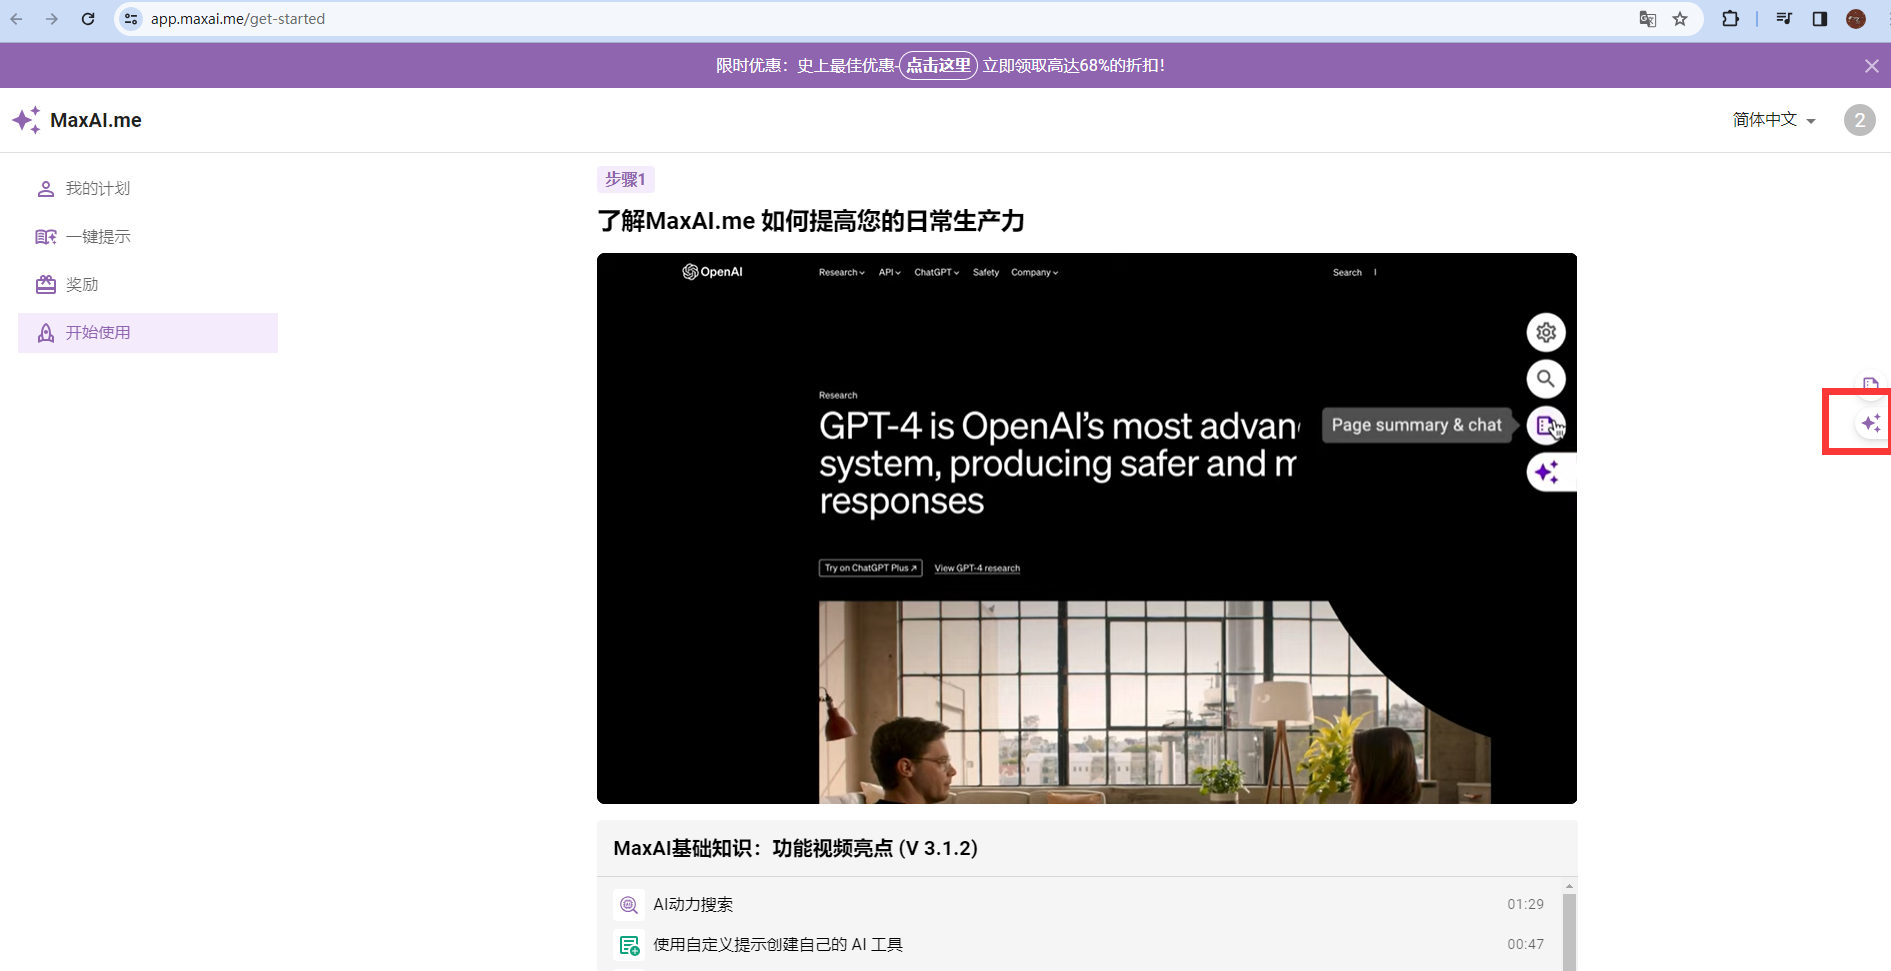 app.maxai.me/get-started
限时优惠：史上最佳优惠-点击这里 立即领取高达68%的折扣！
MaxAI.me
简体中文
2
我的计划
一键提示
奖励
开始使用
步骤1
了解MaxAI.me 如何提高您的日常生产力
OpenAI
Research API ChatGPT Safety Company
Search
Research
GPT-4 is OpenAI's most advan
system, producing safer and m
responses
Page summary & chat
Try on ChatGPT Plus ↗ View GPT-4 research
MaxAI基础知识：功能视频亮点 (V 3.1.2)
AI动力搜索 01:29
使用自定义提示创建自己的 AI 工具 00:47